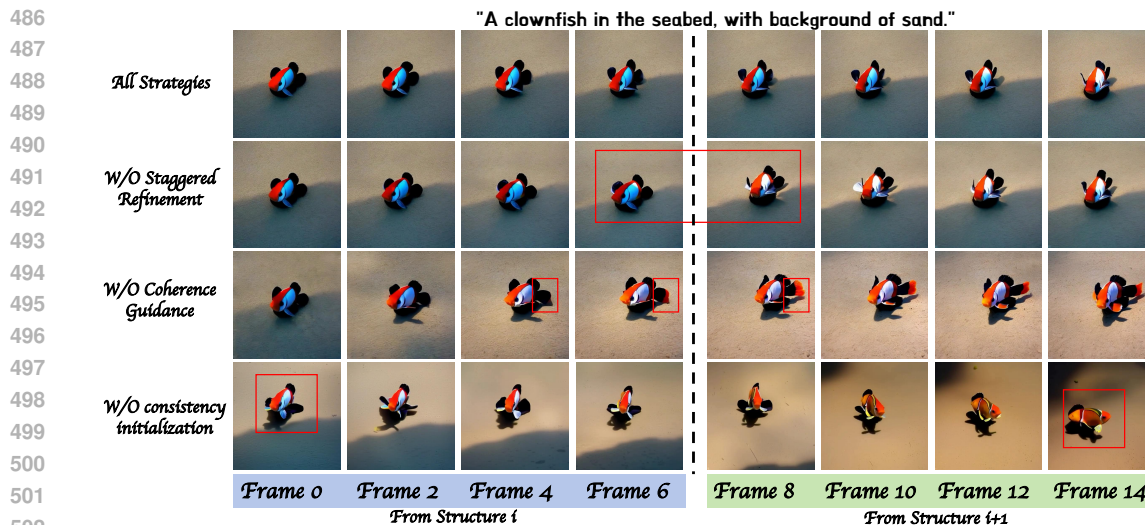 486
"A clownfish in the seabed, with background of sand."
487
488
All Strategies
489
490
491
W/O Staggered
Refinement
492
493
494
W/O Coherence
Guidance
495
496
497
498
W/O consistency
initialization
499
500
501
Frame 0 Frame 2 Frame 4 Frame 6 Frame 8 Frame 10 Frame 12 Frame 14
From Structure i From Structure i+1